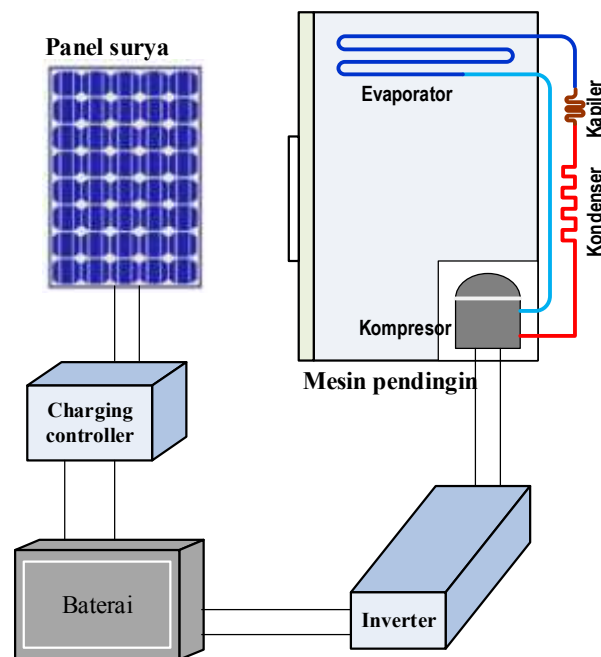 Panel surya
Evaporator
Kapiler
Kondenser
Kompresor
Mesin pendingin
Charging
controller
Baterai
Inverter